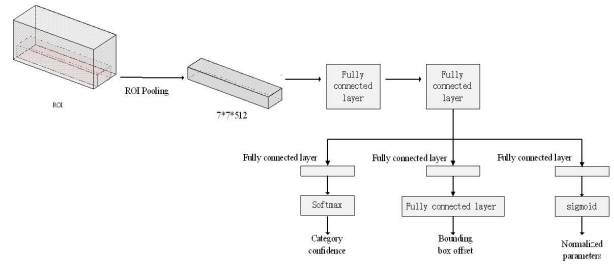 ROI
ROI Pooling
7*7*512
Fully
connected
layer
Fully
connected
layer
Fully connected layer
Fully connected layer
Fully connected layer
Softmax
Fully connected layer
sigmoid
Category
confidence
Bounding
box offset
Normalized
parameters